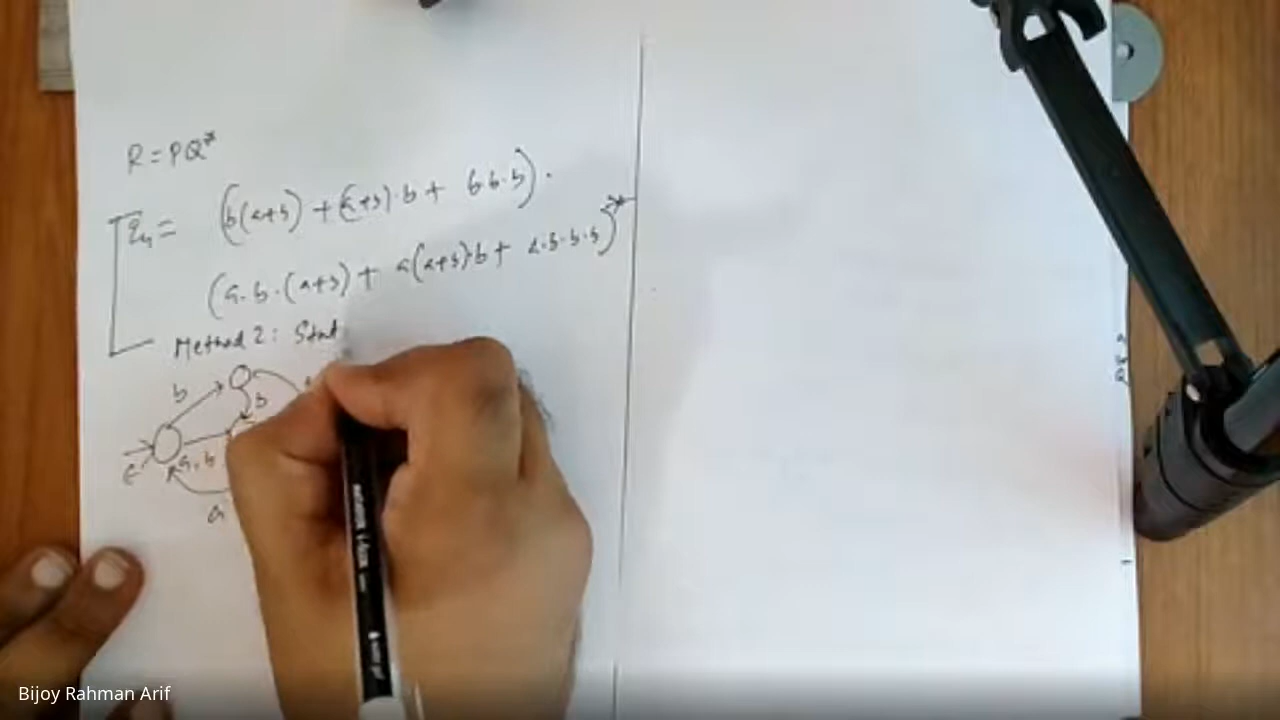 R = PQ*
q₄ = (b(a+b) + (a+b)·b + b·b·b)·
(a·b·(a+b) + a(a+b)·b + a·b·b·b)*
Method 2: Stat
b
b
a, b
ε
a
Bijoy Rahman Arif